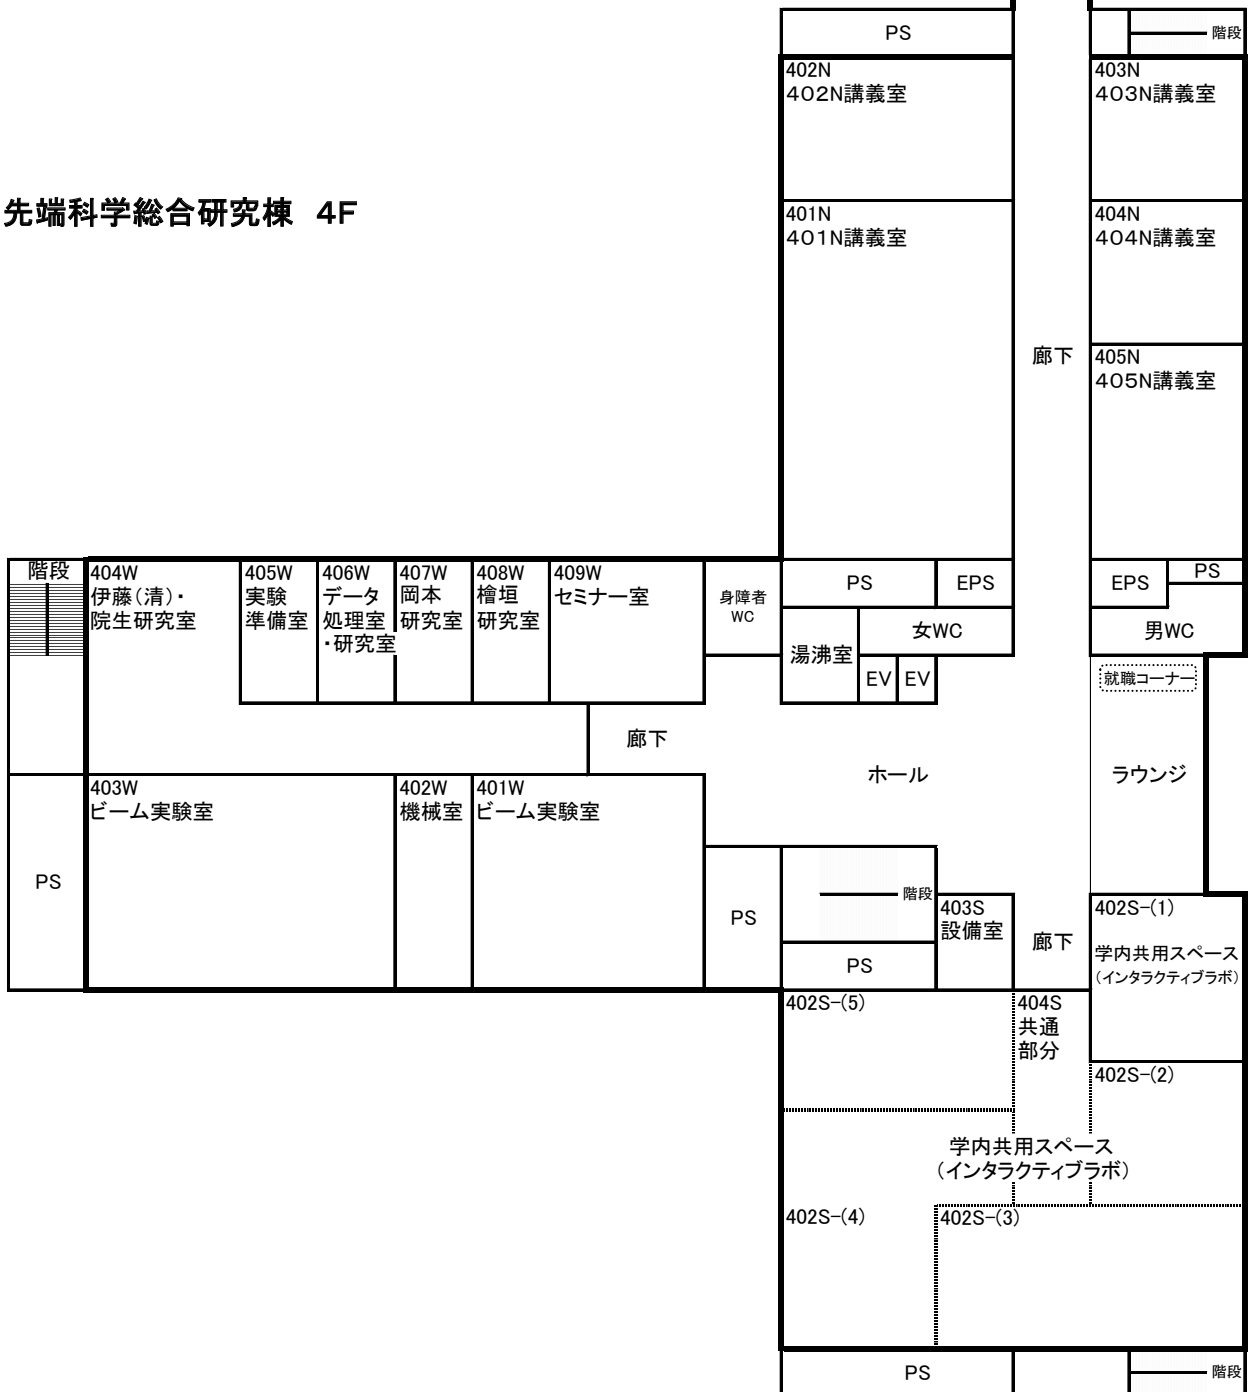 PS
階段
402N
402N講義室
403N
403N講義室
先端科学総合研究棟 4F
401N
401N講義室
404N
404N講義室
廊下
405N
405N講義室
階段
404W
伊藤(清)・
院生研究室
405W
実験
準備室
406W
データ
処理室
・研究室
407W
岡本
研究室
408W
檜垣
研究室
409W
セミナー室
身障者
WC
PS
EPS
EPS
PS
湯沸室
女WC
男WC
EV
EV
就職コーナー
廊下
ホール
ラウンジ
403W
ビーム実験室
402W
機械室
401W
ビーム実験室
PS
PS
階段
PS
403S
設備室
廊下
402S-(1)
学内共用スペース
(インタラクティブラボ)
402S-(5)
404S
共通
部分
402S-(2)
学内共用スペース
(インタラクティブラボ)
402S-(4)
402S-(3)
PS
階段